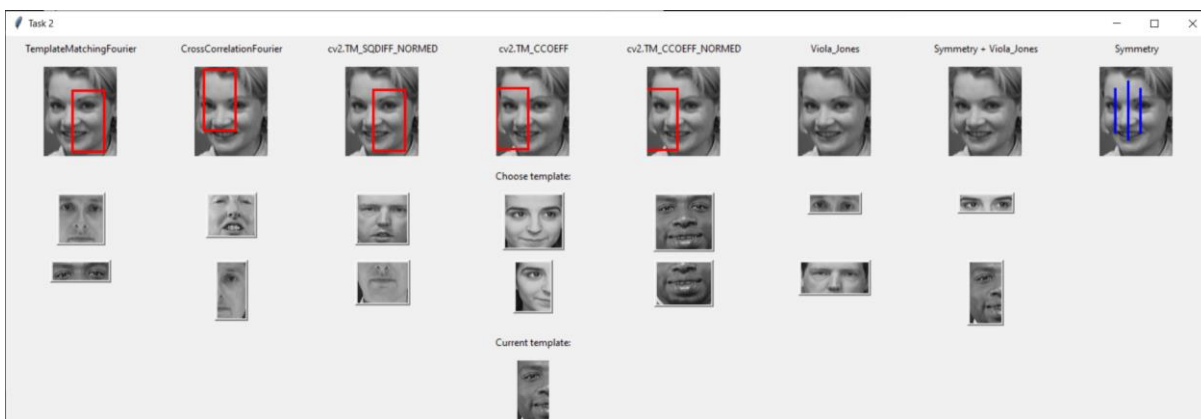 Task 2
TemplateMatchingFourier CrossCorrelationFourier cv2.TM_SQDIFF_NORMED cv2.TM_CCOEFF cv2.TM_CCOEFF_NORMED Viola_Jones Symmetry + Viola_Jones Symmetry
Choose template:
Current template: